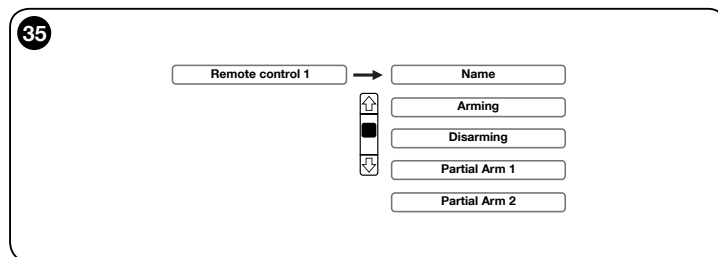 35
Remote control 1
Name
Arming
Disarming
Partial Arm 1
Partial Arm 2